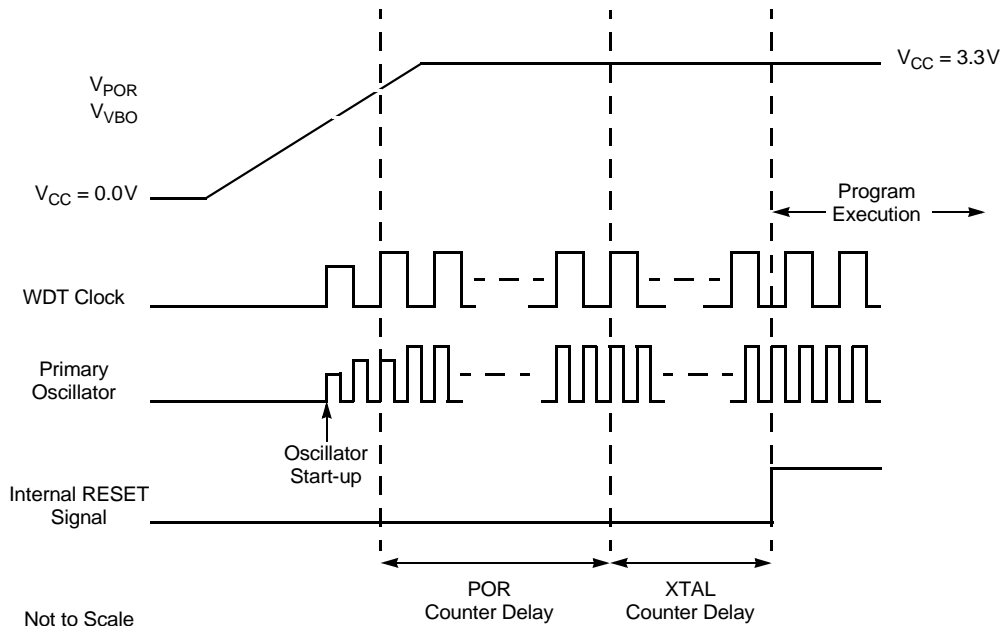 V_POR
V_VBO
V_CC = 3.3V
V_CC = 0.0V
Program
Execution
WDT Clock
Primary
Oscillator
Oscillator
Start-up
Internal RESET
Signal
POR
Counter Delay
XTAL
Counter Delay
Not to Scale